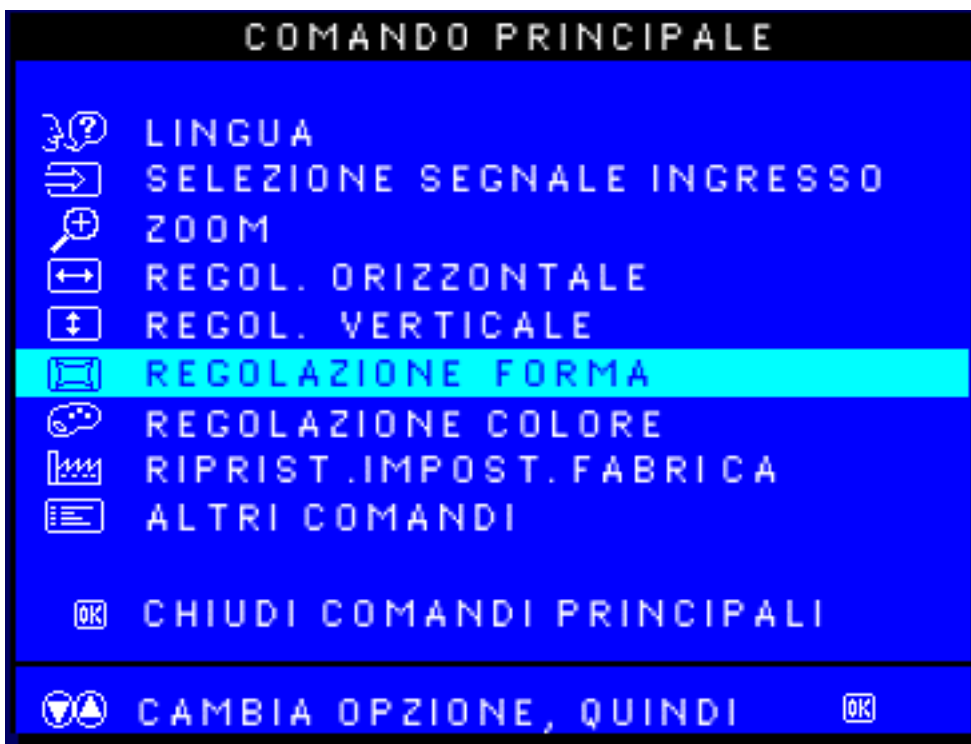 COMANDO PRINCIPALE
LINGUA
SELEZIONE SEGNALE INGRESSO
ZOOM
REGOL. ORIZZONTALE
REGOL. VERTICALE
REGOLAZIONE FORMA
REGOLAZIONE COLORE
RIPRIST.IMPOST.FABRICA
ALTRI COMANDI
OK CHIUDI COMANDI PRINCIPALI
CAMBIA OPZIONE, QUINDI OK